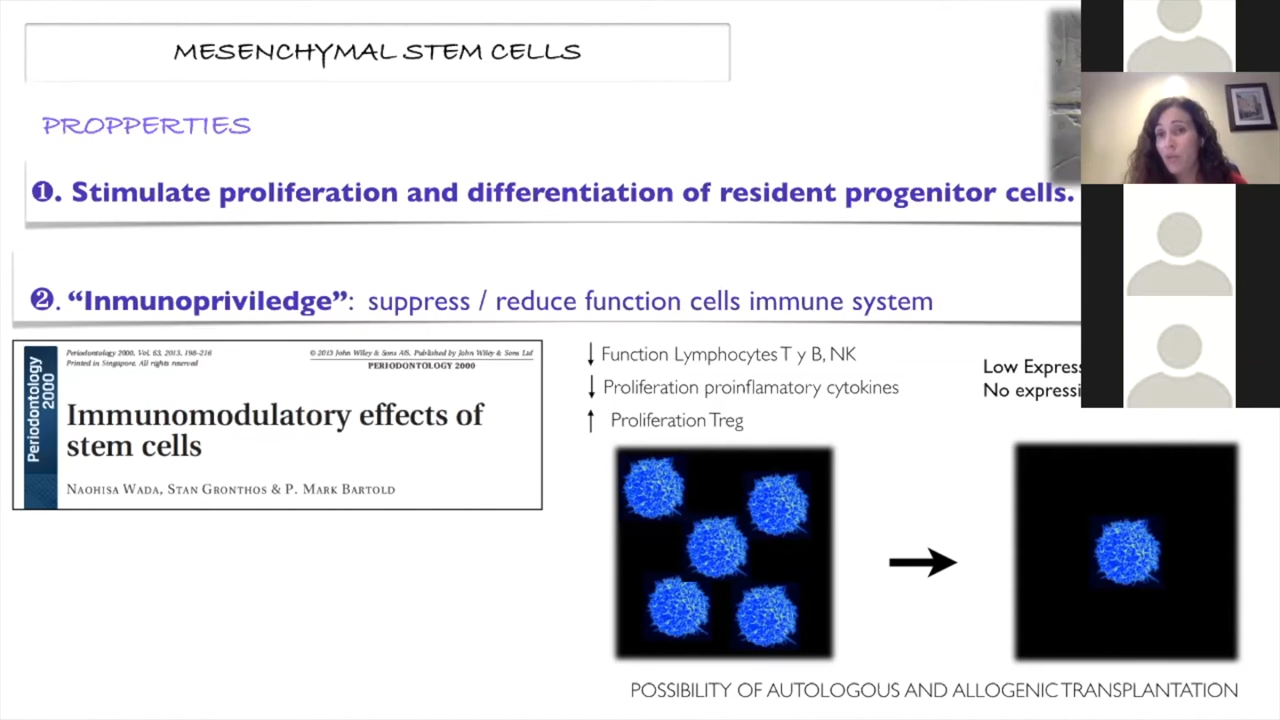 MESENCHYMAL STEM CELLS
PROPPERTIES
❶. Stimulate proliferation and differentiation of resident progenitor cells.
❷. “Inmunopriviledge”: suppress / reduce function cells immune system
Periodontology 2000
Periodontology 2000, Vol. 63, 2013, 198–216
Printed in Singapore. All rights reserved
© 2013 John Wiley & Sons A/S. Published by John Wiley & Sons Ltd
PERIODONTOLOGY 2000
Immunomodulatory effects of
stem cells
NAOHISA WADA, STAN GRONTHOS & P. MARK BARTOLD
↓ Function Lymphocytes T y B, NK
↓ Proliferation proinflamatory cytokines
↑ Proliferation Treg
Low
No
POSSIBILITY OF AUTOLOGOUS AND ALLOGENIC TRANSPLANTATION